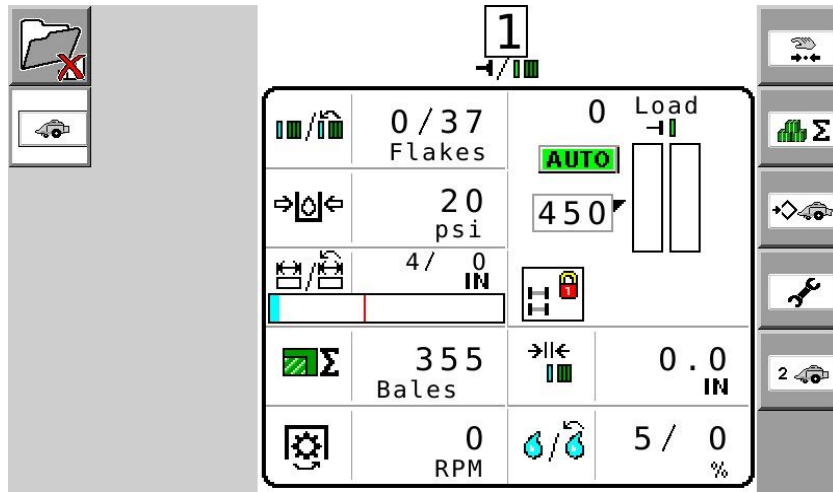 1
0/37
Flakes
0 Load
AUTO
20
psi
450
4/ 0
IN
1
Σ
355
Bales
0.0
IN
2
Σ
0
RPM
5/ 0
%